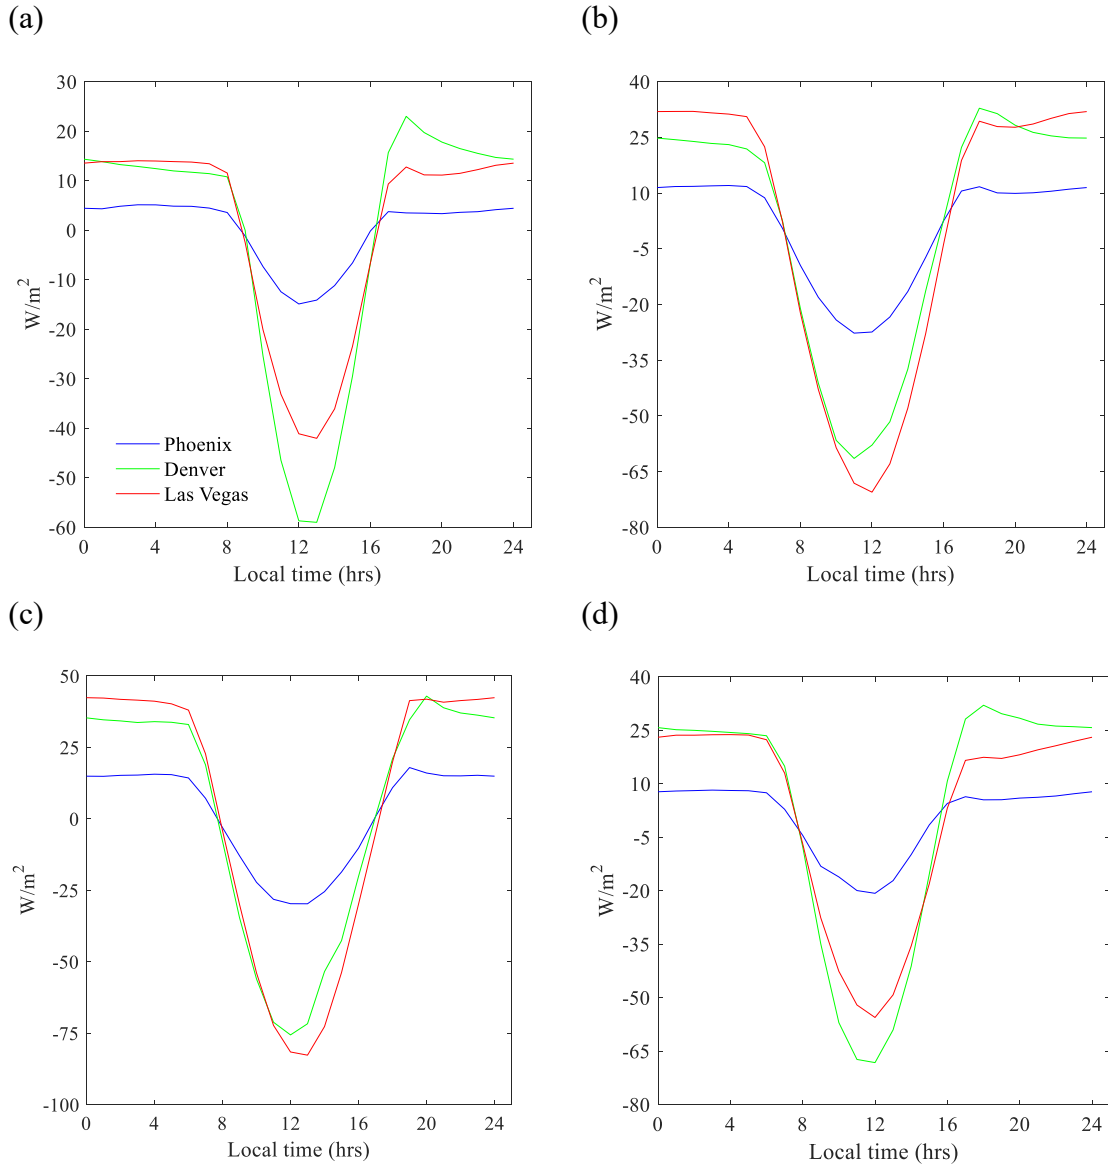 (a)
(b)
30
20
10
0
-10
-20
-30
-40
-50
-60
W/m2
Phoenix
Denver
Las Vegas
0 4 8 12 16 20 24
Local time (hrs)
40
25
10
-5
-20
-35
-50
-65
-80
W/m2
0 4 8 12 16 20 24
Local time (hrs)
(c)
(d)
50
25
0
-25
-50
-75
-100
W/m2
0 4 8 12 16 20 24
Local time (hrs)
40
25
10
-5
-20
-35
-50
-65
-80
W/m2
0 4 8 12 16 20 24
Local time (hrs)